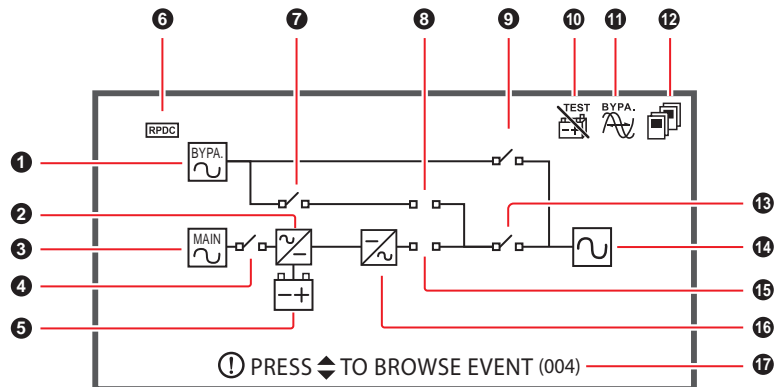 6 7 8 9 10 11 12
TEST
BYPA.
RPDC
1 BYPA.
2
13
3 MAIN
14
4
15
5
16
! PRESS TO BROWSE EVENT (004) 17